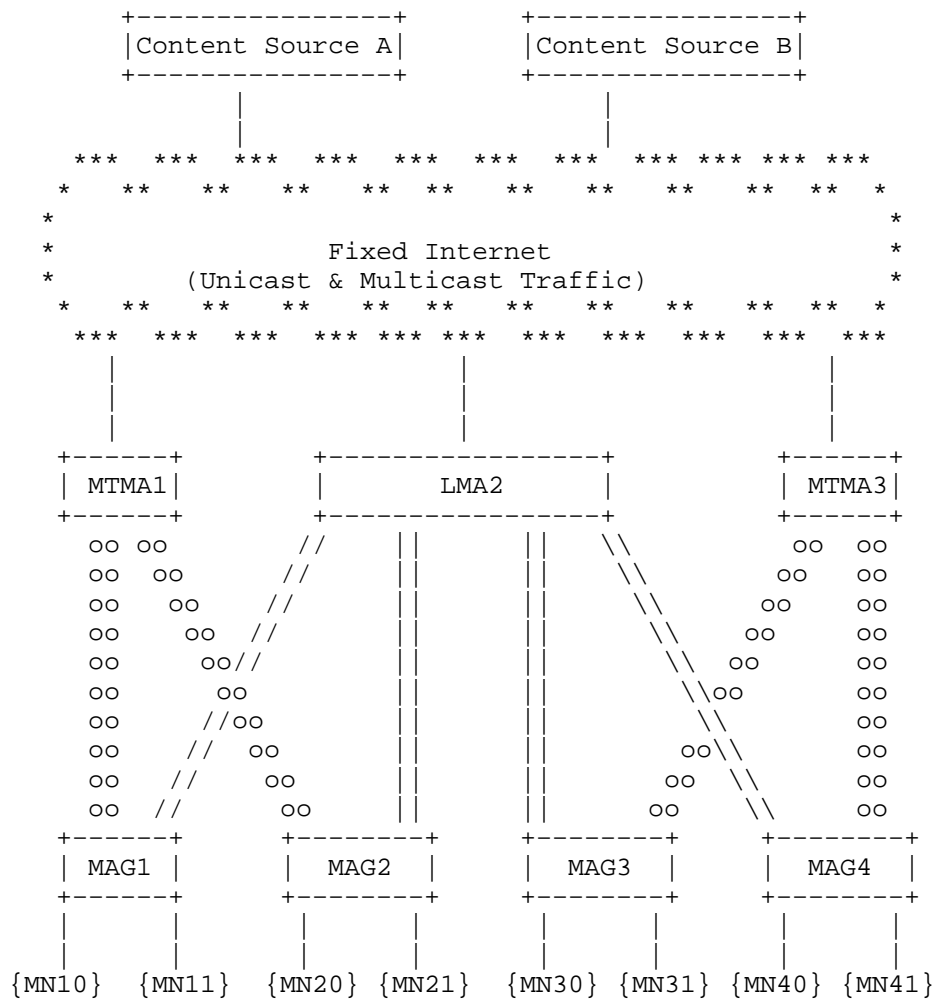 Content Source A Content Source B
Fixed Internet
(Unicast & Multicast Traffic)
MTMA1 LMA2 MTMA3
MAG1 MAG2 MAG3 MAG4
{MN10} {MN11} {MN20} {MN21} {MN30} {MN31} {MN40} {MN41}